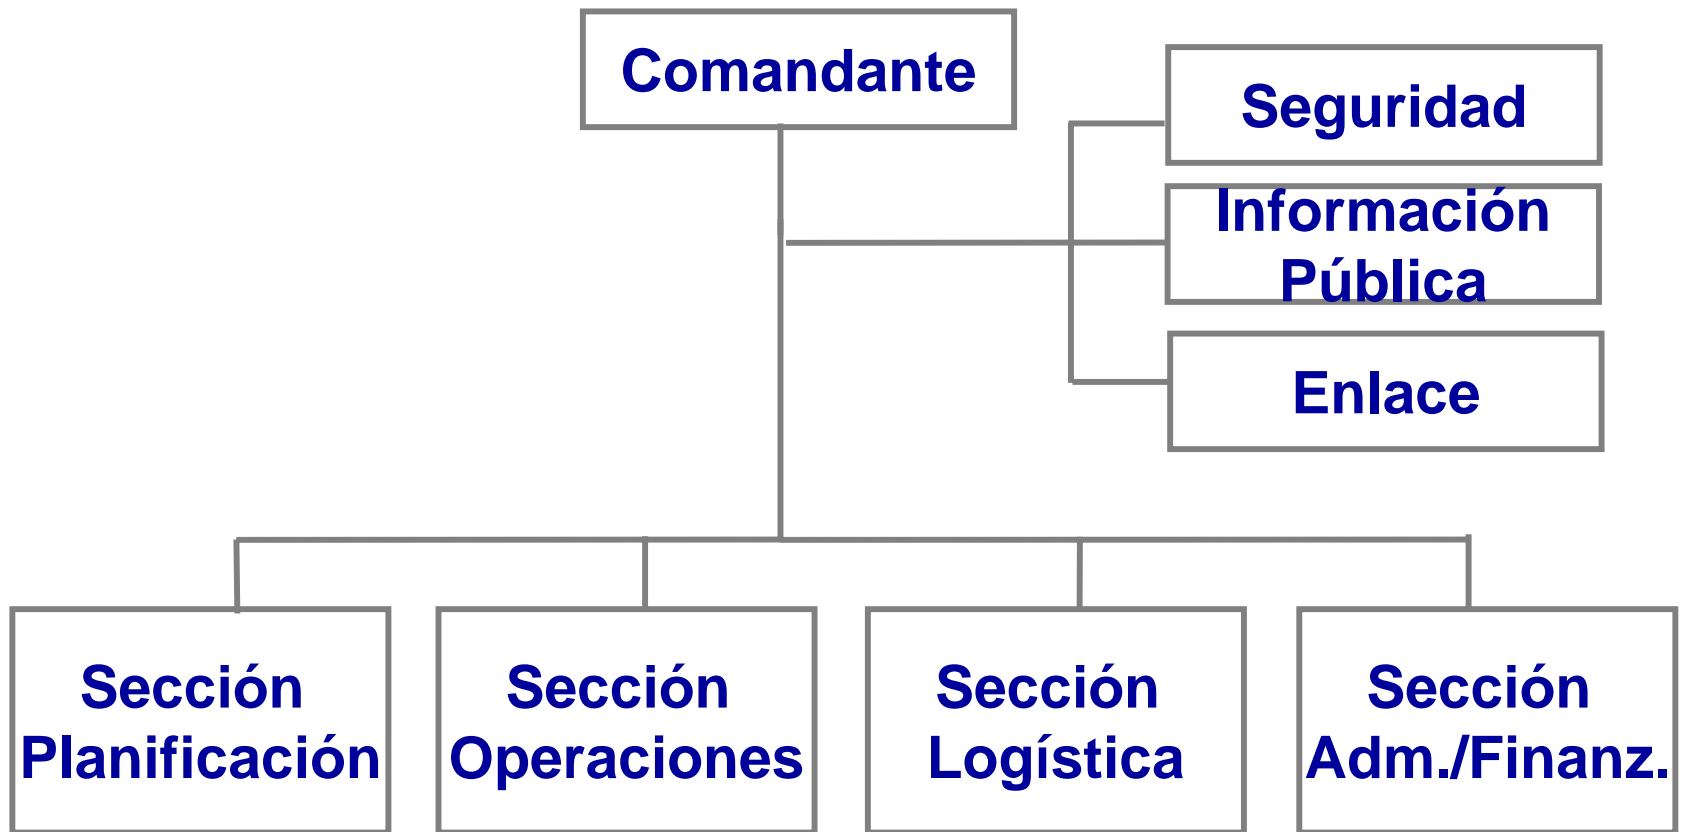 Comandante
Seguridad
Información
Pública
Enlace
Sección
Planificación
Sección
Operaciones
Sección
Logística
Sección
Adm./Finanz.